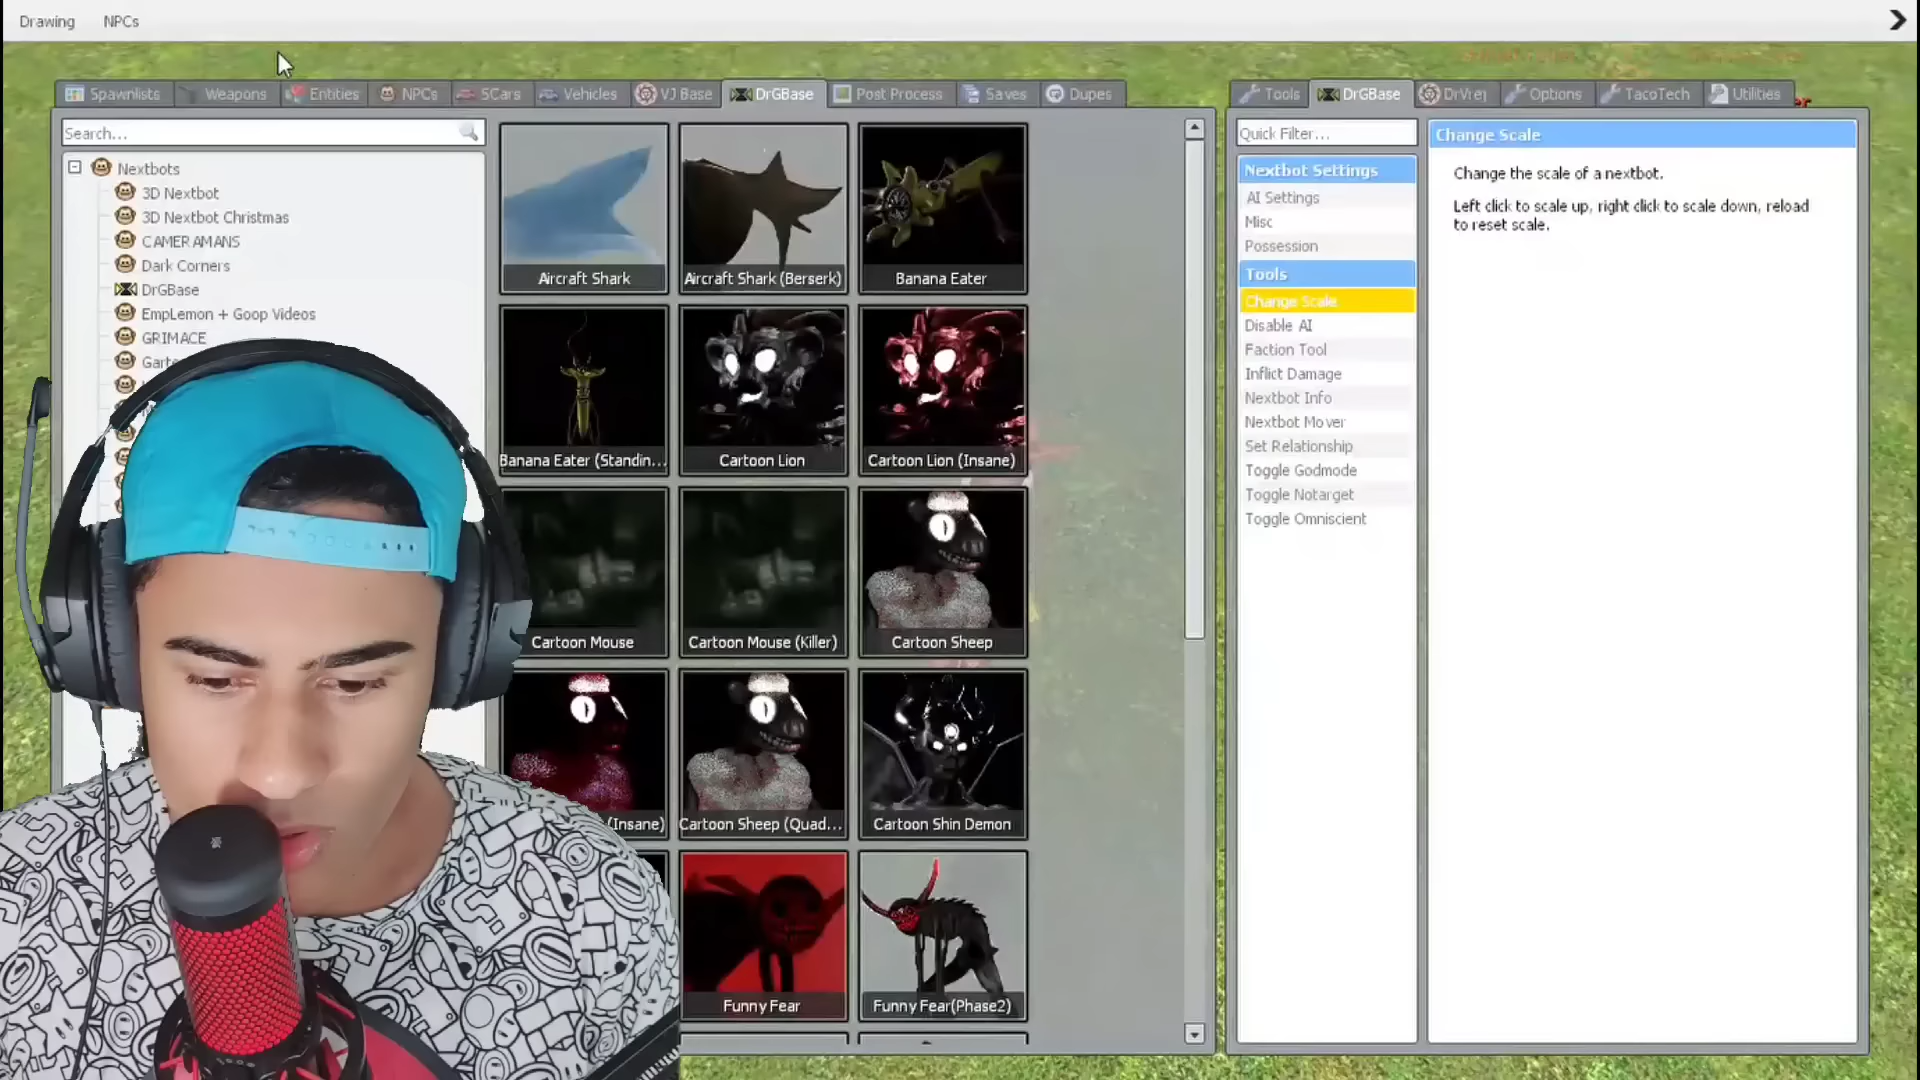 Drawing NPCs
Spawnlists Weapons Entities NPCs SCars Vehicles VJ Base DrGBase Post Process Saves Dupes
Tools DrGBase DrVrej Options TacoTech Utilities
Search...
Nextbots
3D Nextbot
3D Nextbot Christmas
CAMERAMANS
Dark Corners
DrGBase
EmpLemon + Goop Videos
GRIMACE
Aircraft Shark
Aircraft Shark (Berserk)
Banana Eater
Banana Eater (Standin...
Cartoon Lion
Cartoon Lion (Insane)
Cartoon Mouse
Cartoon Mouse (Killer)
Cartoon Sheep
(Insane)
Cartoon Sheep (Quad...
Cartoon Shin Demon
Funny Fear
Funny Fear(Phase2)
Quick Filter...
Nextbot Settings
AI Settings
Misc
Possession
Tools
Change Scale
Disable AI
Faction Tool
Inflict Damage
Nextbot Info
Nextbot Mover
Set Relationship
Toggle Godmode
Toggle Notarget
Toggle Omniscient
Change Scale
Change the scale of a nextbot.
Left click to scale up, right click to scale down, reload
to reset scale.